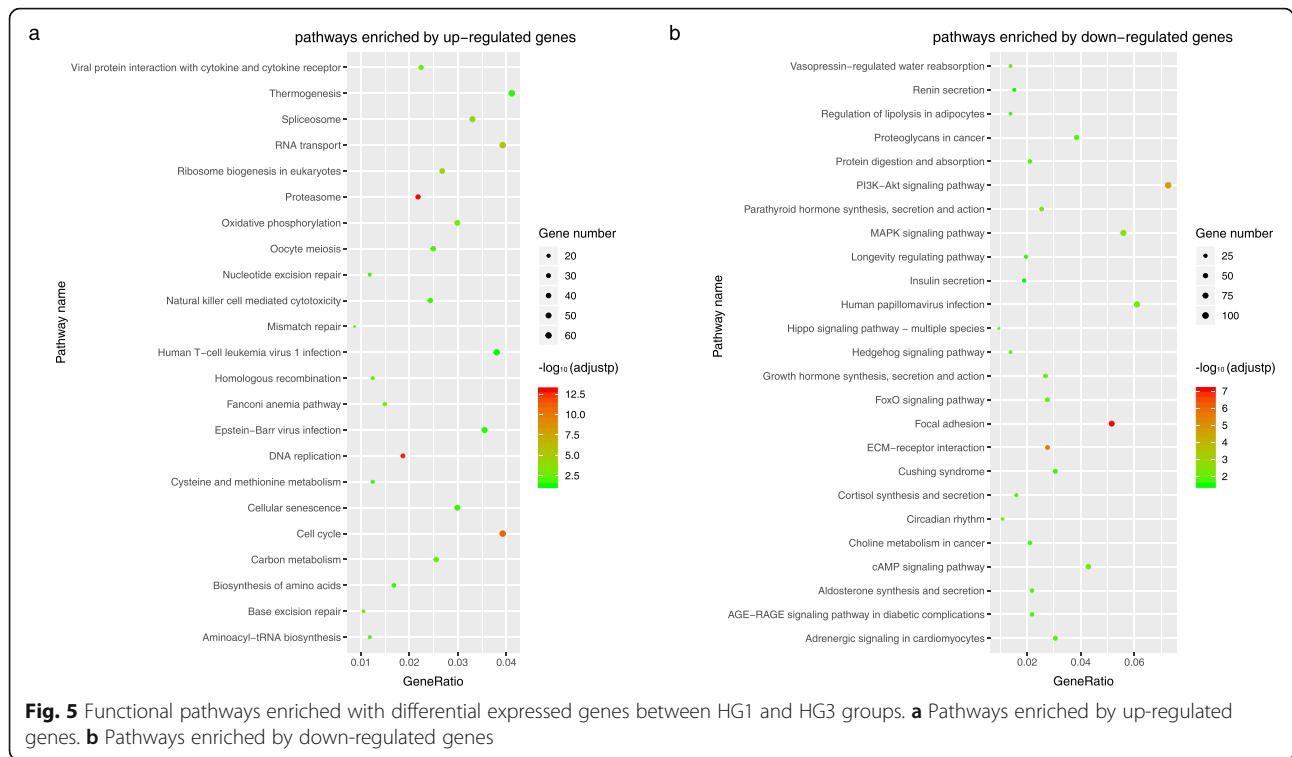 a
pathways enriched by up-regulated genes
Viral protein interaction with cytokine and cytokine receptor
Thermogenesis
Spliceosome
RNA transport
Ribosome biogenesis in eukaryotes
Proteasome
Oxidative phosphorylation
Oocyte meiosis
Nucleotide excision repair
Natural killer cell mediated cytotoxicity
Mismatch repair
Human T-cell leukemia virus 1 infection
Homologous recombination
Fanconi anemia pathway
Epstein-Barr virus infection
DNA replication
Cysteine and methionine metabolism
Cellular senescence
Cell cycle
Carbon metabolism
Biosynthesis of amino acids
Base excision repair
Aminoacyl-tRNA biosynthesis
Pathway name
0.01 0.02 0.03 0.04
GeneRatio
Gene number
20
30
40
50
60
-log₁₀ (adjustp)
12.5
10.0
7.5
5.0
2.5
b
pathways enriched by down-regulated genes
Vasopressin-regulated water reabsorption
Renin secretion
Regulation of lipolysis in adipocytes
Proteoglycans in cancer
Protein digestion and absorption
PI3K-Akt signaling pathway
Parathyroid hormone synthesis, secretion and action
MAPK signaling pathway
Longevity regulating pathway
Insulin secretion
Human papillomavirus infection
Hippo signaling pathway - multiple species
Hedgehog signaling pathway
Growth hormone synthesis, secretion and action
FoxO signaling pathway
Focal adhesion
ECM-receptor interaction
Cushing syndrome
Cortisol synthesis and secretion
Circadian rhythm
Choline metabolism in cancer
cAMP signaling pathway
Aldosterone synthesis and secretion
AGE-RAGE signaling pathway in diabetic complications
Adrenergic signaling in cardiomyocytes
Pathway name
0.02 0.04 0.06
GeneRatio
Gene number
25
50
75
100
-log₁₀ (adjustp)
7
6
5
4
3
2
Fig. 5 Functional pathways enriched with differential expressed genes between HG1 and HG3 groups. a Pathways enriched by up-regulated
genes. b Pathways enriched by down-regulated genes